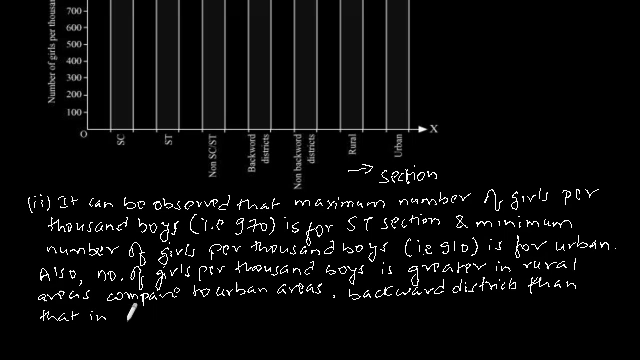 Number of girls per thousan
700
600
500
400
300
200
100
O
X
SC
ST
Non SC/ST
Backword districts
Non backword districts
Rural
Urban
→ section
(ii) It can be observed that maximum number of girls per
thousand boys (i.e 970) is for ST section & minimum
number of girls per thousand boys (i.e 910) is for urban.
Also, no. of girls per thousand boys is greater in rural
areas compare to urban areas, backward districts than
that in